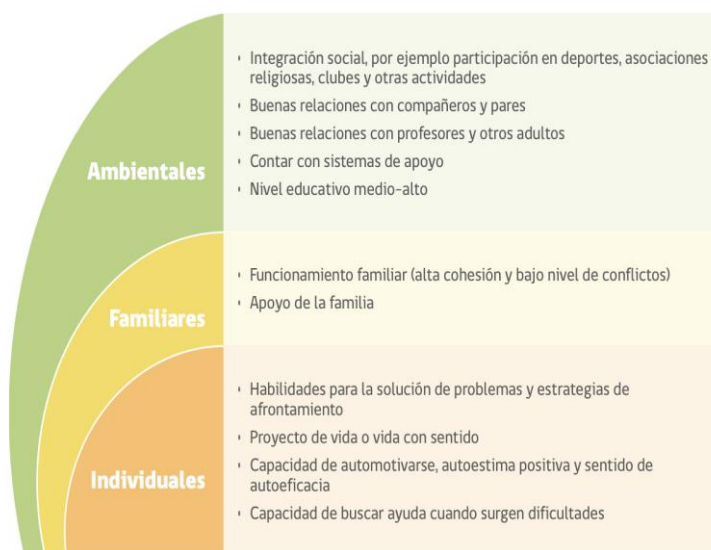 Ambientales
• Integración social, por ejemplo participación en deportes, asociaciones
religiosas, clubes y otras actividades
• Buenas relaciones con compañeros y pares
• Buenas relaciones con profesores y otros adultos
• Contar con sistemas de apoyo
• Nivel educativo medio-alto
Familiares
• Funcionamiento familiar (alta cohesión y bajo nivel de conflictos)
• Apoyo de la familia
Individuales
• Habilidades para la solución de problemas y estrategias de
afrontamiento
• Proyecto de vida o vida con sentido
• Capacidad de automotivarse, autoestima positiva y sentido de
autoeficacia
• Capacidad de buscar ayuda cuando surgen dificultades